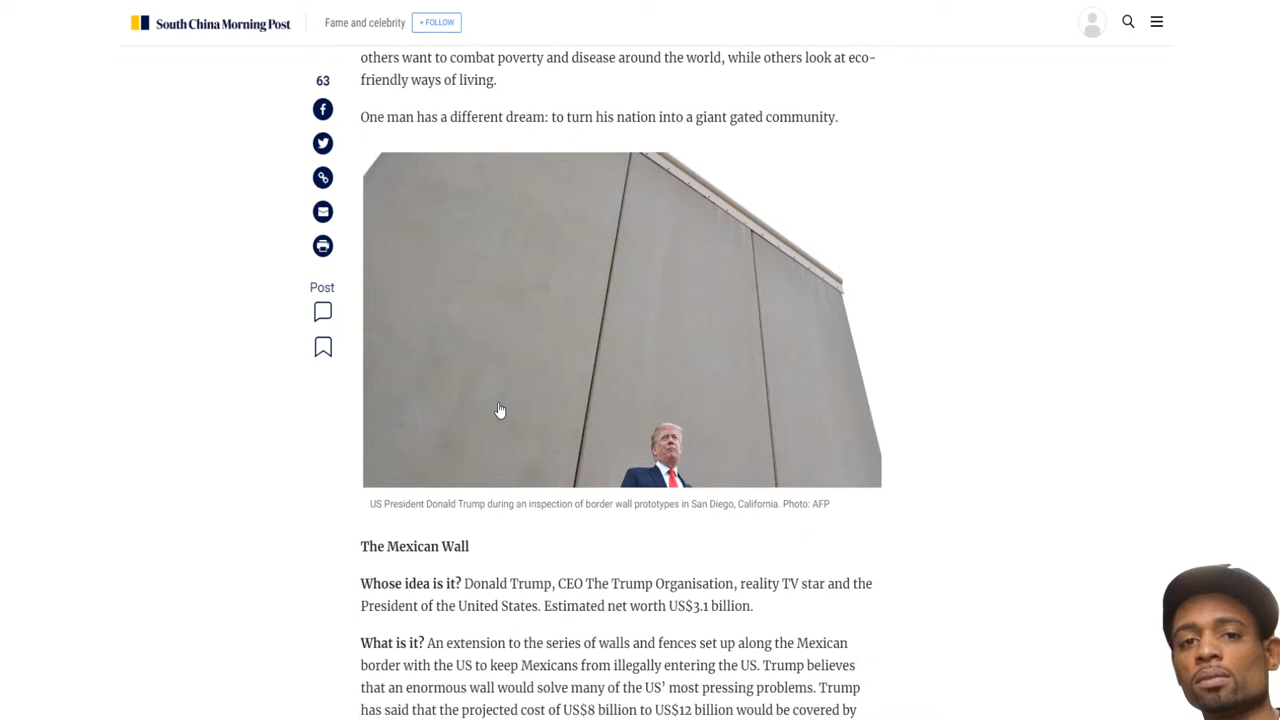 South China Morning Post
Fame and celebrity
+ FOLLOW
others want to combat poverty and disease around the world, while others look at eco-
friendly ways of living.
63
One man has a different dream: to turn his nation into a giant gated community.
Post
US President Donald Trump during an inspection of border wall prototypes in San Diego, California. Photo: AFP
The Mexican Wall
Whose idea is it? Donald Trump, CEO The Trump Organisation, reality TV star and the
President of the United States. Estimated net worth US$3.1 billion.
What is it? An extension to the series of walls and fences set up along the Mexican
border with the US to keep Mexicans from illegally entering the US. Trump believes
that an enormous wall would solve many of the US’ most pressing problems. Trump
has said that the projected cost of US$8 billion to US$12 billion would be covered by